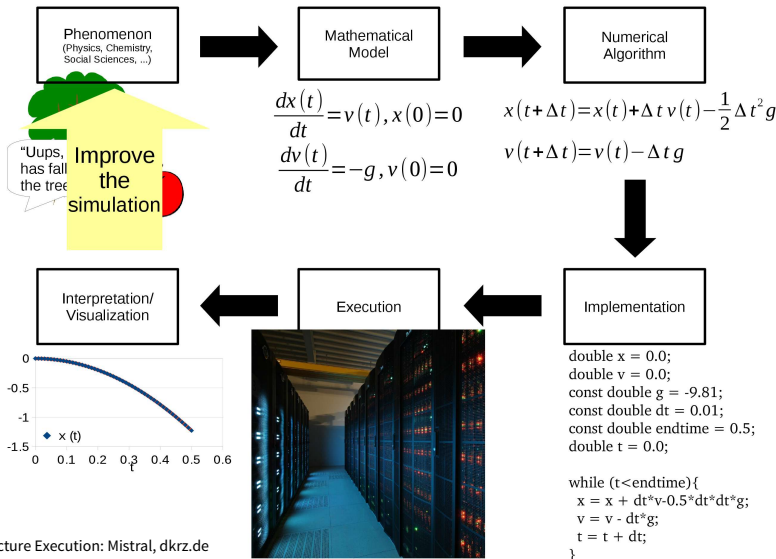 Phenomenon
(Physics, Chemistry,
Social Sciences, ...)
Mathematical
Model
Numerical
Algorithm
dx(t)/dt=v(t), x(0)=0
dv(t)/dt=−g, v(0)=0
x(t+Δt)=x(t)+Δt v(t)−1/2 Δt²g
v(t+Δt)=v(t)−Δt g
"Uups,
has fall
the tree
Improve
the
simulation
Interpretation/
Visualization
Execution
Implementation
0
-0.5
-1
-1.5
x (t)
0 0.1 0.2 0.3 0.4 0.5 0.6
t
double x = 0.0;
double v = 0.0;
const double g = -9.81;
const double dt = 0.01;
const double endtime = 0.5;
double t = 0.0;
while (t<endtime){
x = x + dt*v-0.5*dt*dt*g;
v = v - dt*g;
t = t + dt;
}
cture Execution: Mistral, dkrz.de